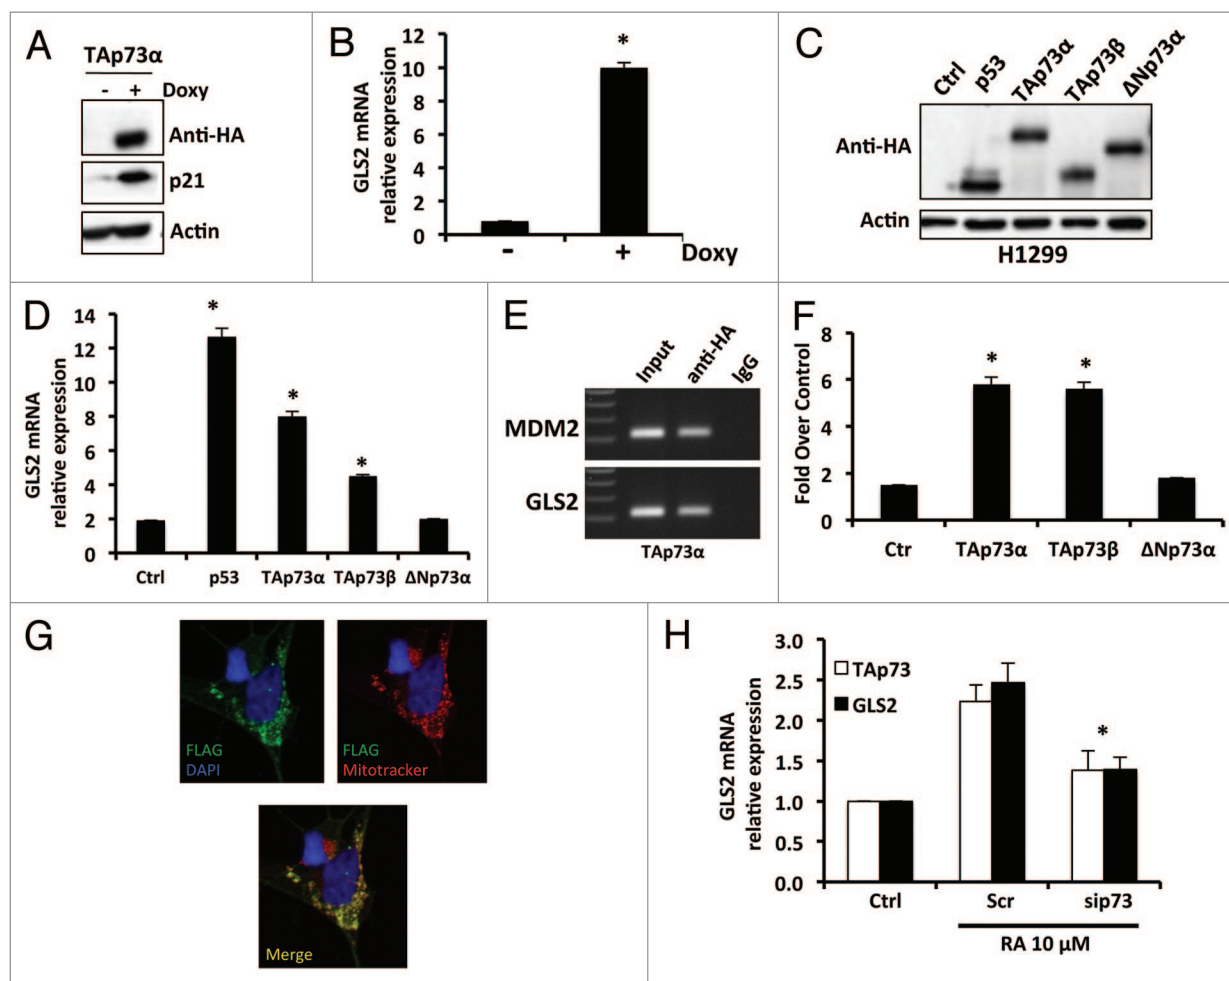 A
TAp73α
- + Doxy
Anti-HA
p21
Actin
B
GLS2 mRNA
relative expression
12
10
8
6
4
2
0
*
- + Doxy
C
Ctrl p53 TAp73α TAp73β ΔNp73α
Anti-HA
Actin
H1299
D
GLS2 mRNA
relative expression
14
12
10
8
6
4
2
0
* * *
Ctrl p53 TAp73α TAp73β ΔNp73α
E
Input anti-HA IgG
MDM2
GLS2
TAp73α
F
Fold Over Control
8
6
4
2
0
* *
Ctr TAp73α TAp73β ΔNp73α
G
FLAG
DAPI
FLAG
Mitotracker
Merge
H
GLS2 mRNA
relative expression
3.0
2.5
2.0
1.5
1.0
0.5
0.0
TAp73
GLS2
*
Ctrl Scr sip73
RA 10 μM